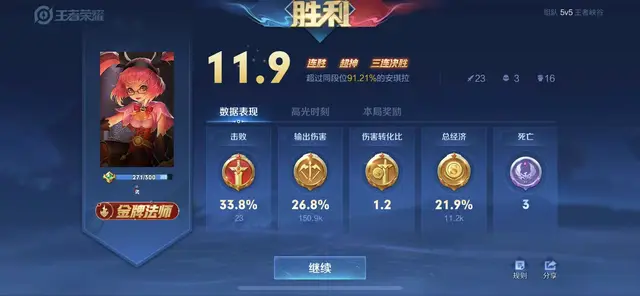 王者荣耀
胜利
组队 5v5 王者峡谷
11.9
连胜 超神 三连决胜
超过同段位91.21%的安琪拉
23 3 16
数据表现 高光时刻 本局奖励
击败 输出伤害 伤害转化比 总经济 死亡
33.8% 26.8% 1.2 21.9% 3
23 150.9k 11.2k
271/500
金牌法师
继续
规则 分享